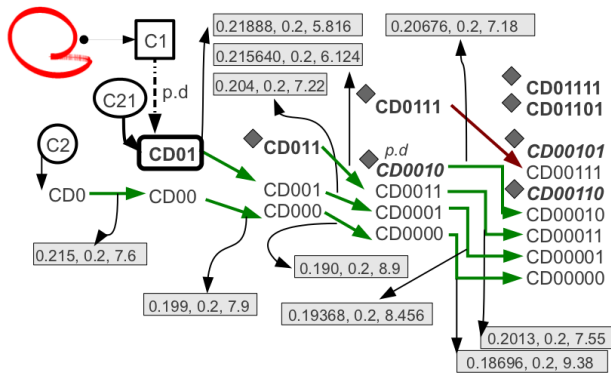 0.21888, 0.2, 5.816
0.20676, 0.2, 7.18
C1
0.215640, 0.2, 6.124
p.d
0.204, 0.2, 7.22
CD01111
C21
CD0111
CD01101
C2
CD01
CD011
p.d
CD00101
CD0010
CD00111
CD0
CD00
CD001
CD0011
CD00110
CD000
CD0001
CD00010
CD0000
CD00011
0.215, 0.2, 7.6
CD00001
0.190, 0.2, 8.9
CD00000
0.199, 0.2, 7.9
0.19368, 0.2, 8.456
0.2013, 0.2, 7.55
0.18696, 0.2, 9.38